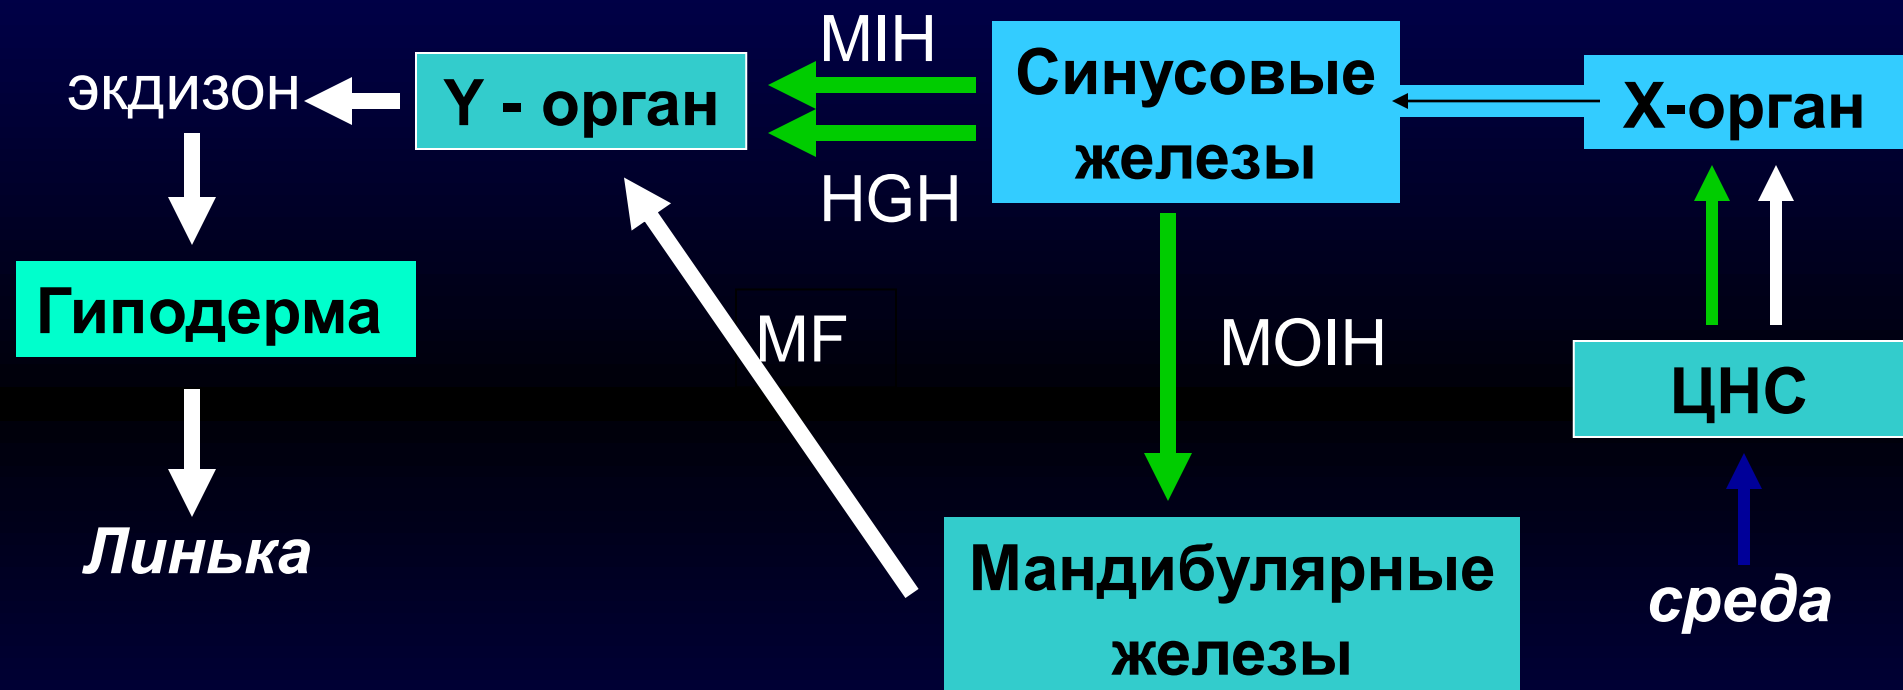 MIH
Синусовые
железы
экдизон
Y - орган
Х-орган
HGH
Гиподерма
MF
MOIH
ЦНС
Линька
Мандибулярные
железы
среда